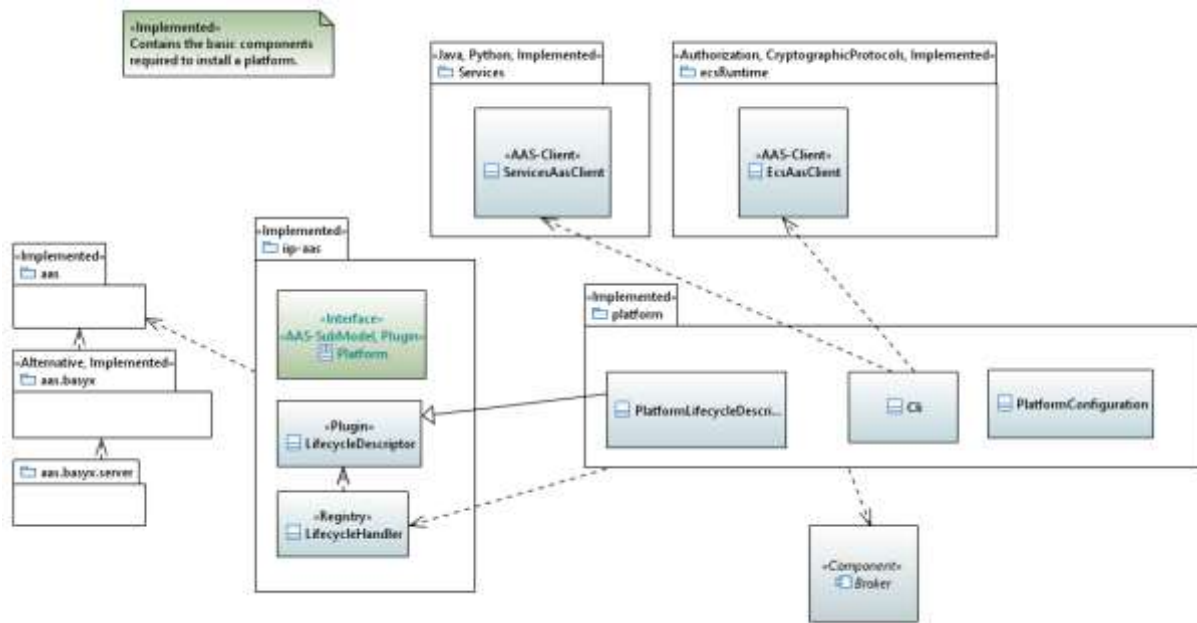 «Implemented»
Contains the basic components
required to install a platform.
«Java, Python, Implemented»
Services
«AAS-Client»
ServicesAasClient
«Authorization, CryptographicProtocols, Implemented»
ecsRuntime
«AAS-Client»
EcsAasClient
«Implemented»
aas
«Alternative, Implemented»
aas.basyx
aas.basyx.server
«Implemented»
iip-aas
«Interface»
«AAS-SubModel, Plugin»
Platform
«Plugin»
LifecycleDescriptor
«Registry»
LifecycleHandler
«Implemented»
platform
PlatformLifecycleDescri...
Cli
PlatformConfiguration
«Component»
Broker